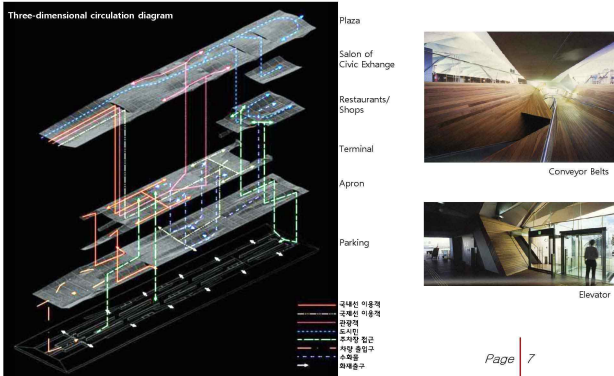 Three-dimensional circulation diagram
Plaza
Salon of
Civic Exhange
Restaurants/
Shops
Terminal
Apron
Parking
국내선 이용객
국제선 이용객
관광객
도시민
주차장 접근
차량 출입구
수화물
화재출구
Conveyor Belts
Elevator
Page 7